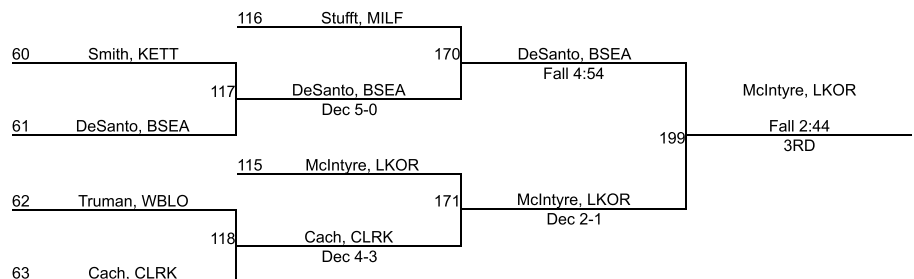 116 Stufft, MILF
60 Smith, KETT
170 DeSanto, BSEA
Fall 4:54
117 DeSanto, BSEA
Dec 5-0
McIntyre, LKOR
61 DeSanto, BSEA
Fall 2:44
199
3RD
115 McIntyre, LKOR
62 Truman, WBLO
171 McIntyre, LKOR
Dec 2-1
118 Cach, CLRK
Dec 4-3
63 Cach, CLRK